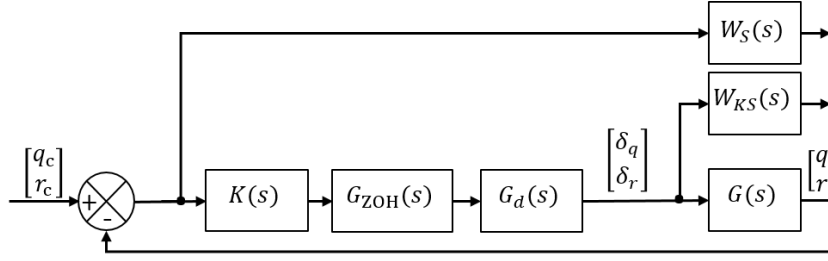 W_S(s)
W_KS(s)
[q_c r_c]
+
-
K(s)
G_ZOH(s)
G_d(s)
[δ_q δ_r]
G(s)
[q r